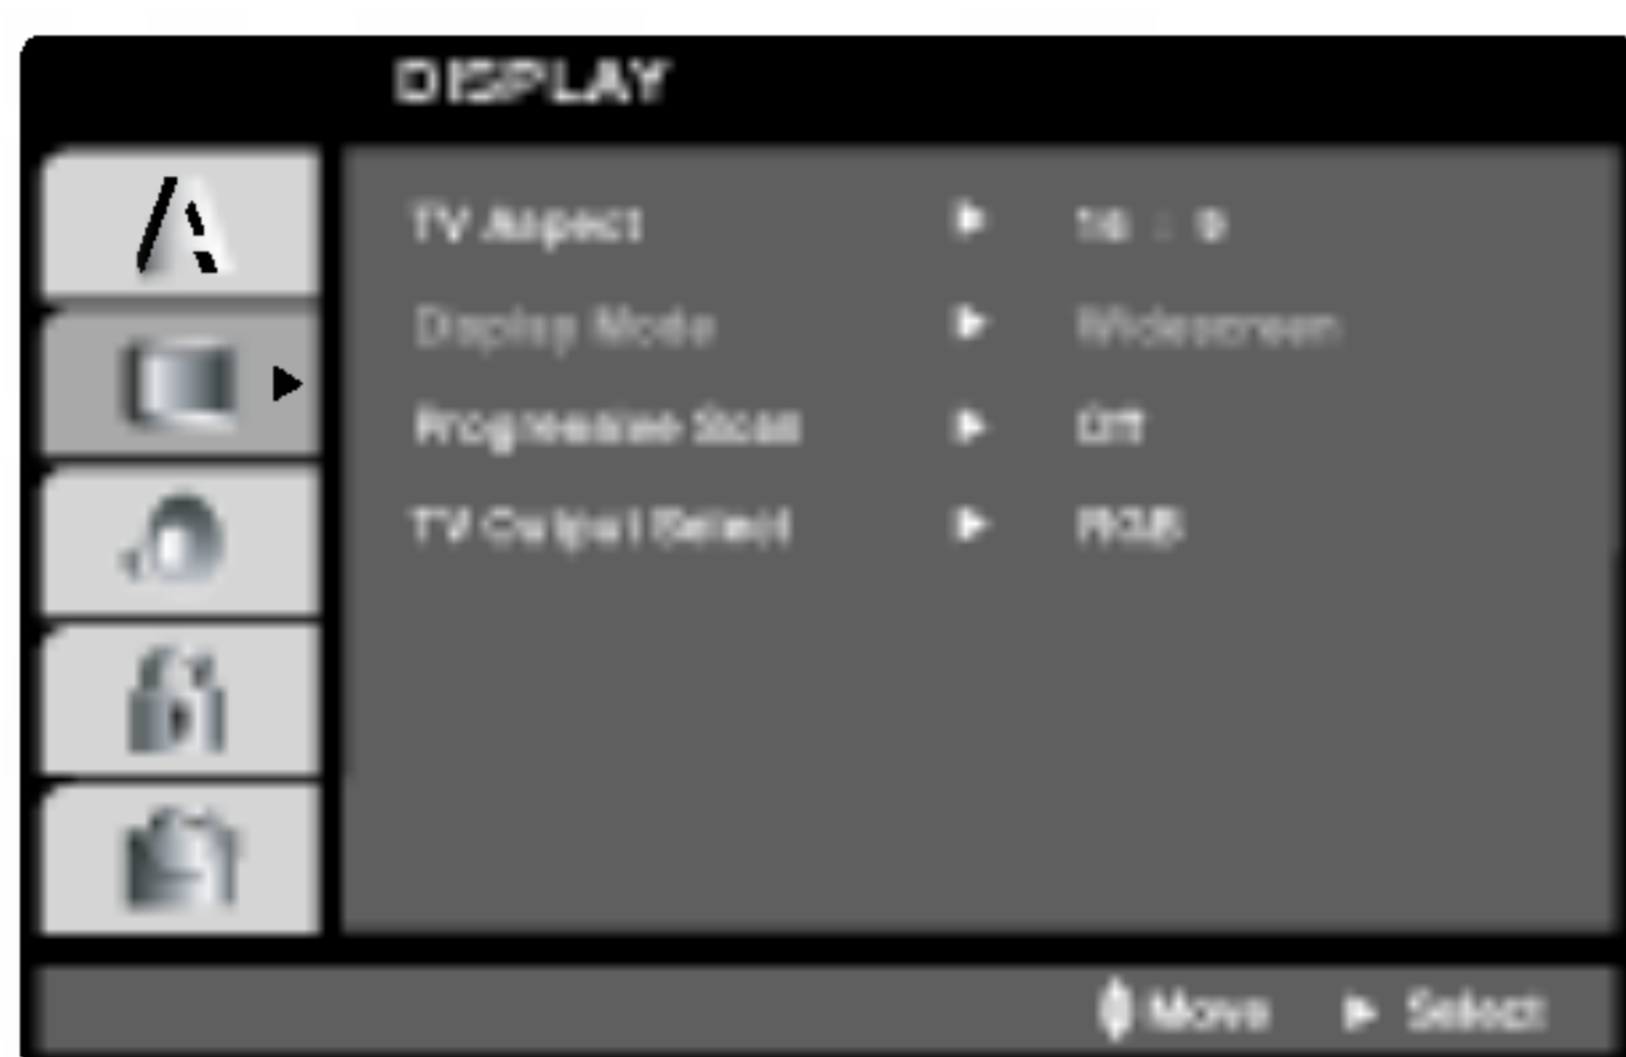 DISPLAY
TV Aspect ► 16 : 9
Display Mode ► Widescreen
Progressive Scan ► Off
TV Output Select ► RGB
Move ► Select